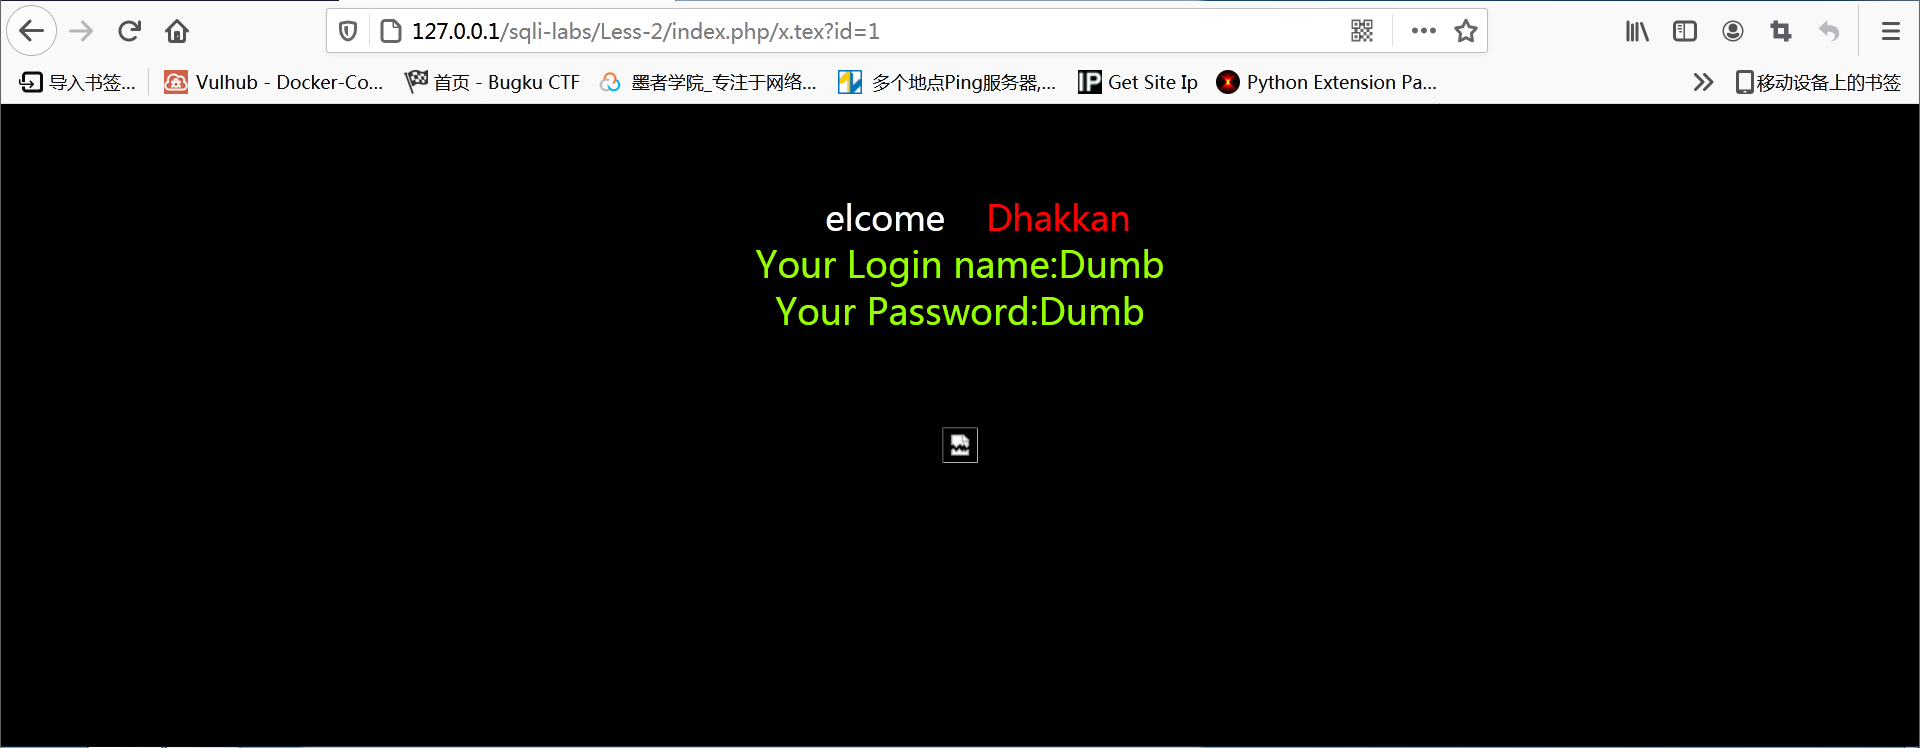 127.0.0.1/sqli-labs/Less-2/index.php/x.tex?id=1
导入书签... Vulhub - Docker-Co... 首页 - Bugku CTF 墨者学院_专注于网络... 多个地点Ping服务器,... IP Get Site Ip Python Extension Pa... 移动设备上的书签
elcome Dhakkan
Your Login name:Dumb
Your Password:Dumb